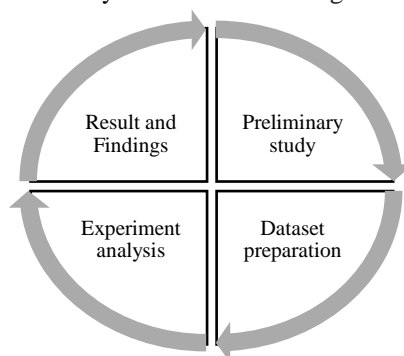 Result and
Findings
Preliminary
study
Experiment
analysis
Dataset
preparation